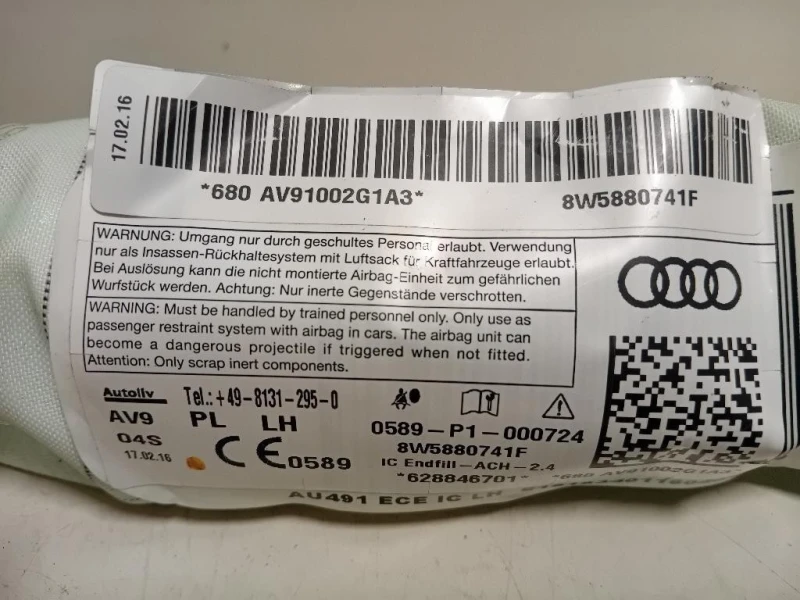 17.02.16
*680 AV91002G1A3*
8W5880741F
WARNUNG: Umgang nur durch geschultes Personal erlaubt. Verwendung
nur als Insassen-Rückhaltesystem mit Luftsack für Kraftfahrzeuge erlaubt.
Bei Auslösung kann die nicht montierte Airbag-Einheit zum gefährlichen
Wurfstück werden. Achtung: Nur inerte Gegenstände verschrotten.
WARNING: Must be handled by trained personnel only. Only use as
passenger restraint system with airbag in cars. The airbag unit can
become a dangerous projectile if triggered when not fitted.
Attention: Only scrap inert components.
Autoliv
Tel.:+49-8131-295-0
AV9 PL LH
04S
17.02.16
CE 0589
0589-P1-000724
8W5880741F
IC Endfill-ACH-2.4
*628846701*
*680 AV91002G1A3*
AU491 ECE IC LH